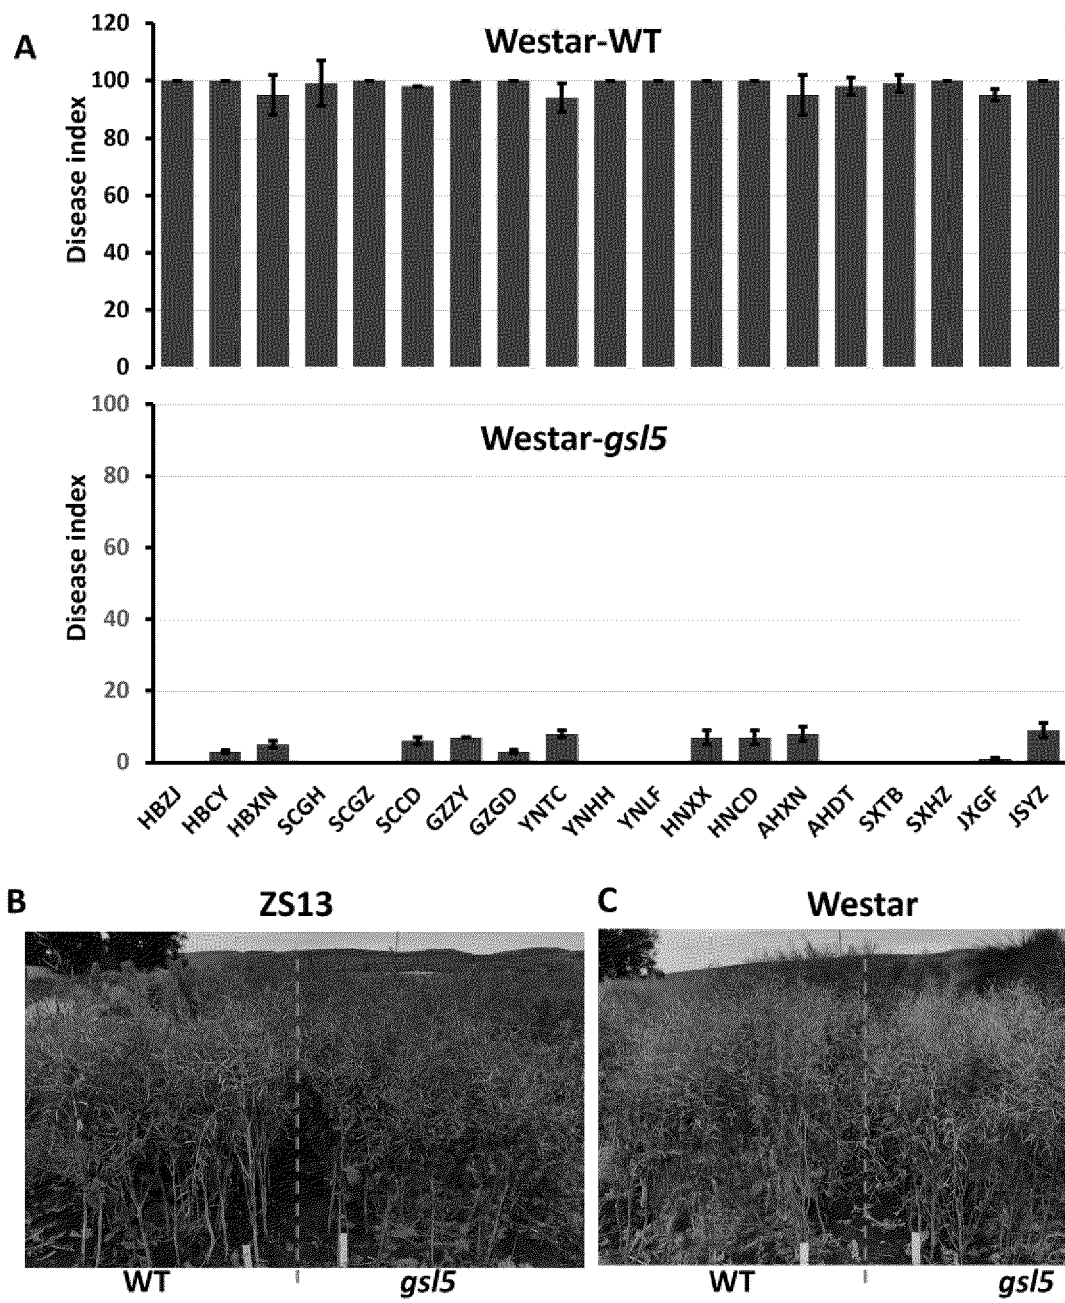 A
Westar-WT
Disease index
120
100
80
60
40
20
0
Westar-gsl5
Disease index
100
80
60
40
20
0
HBZJ HBCY HBXN SCGH SCGZ SCCD GZZY GZGD YNTC YNHH YNLF HNXX HNCD AHXN AHDT SXTB SXHZ JXGF JSYZ
B ZS13
C Westar
WT gsl5
WT gsl5